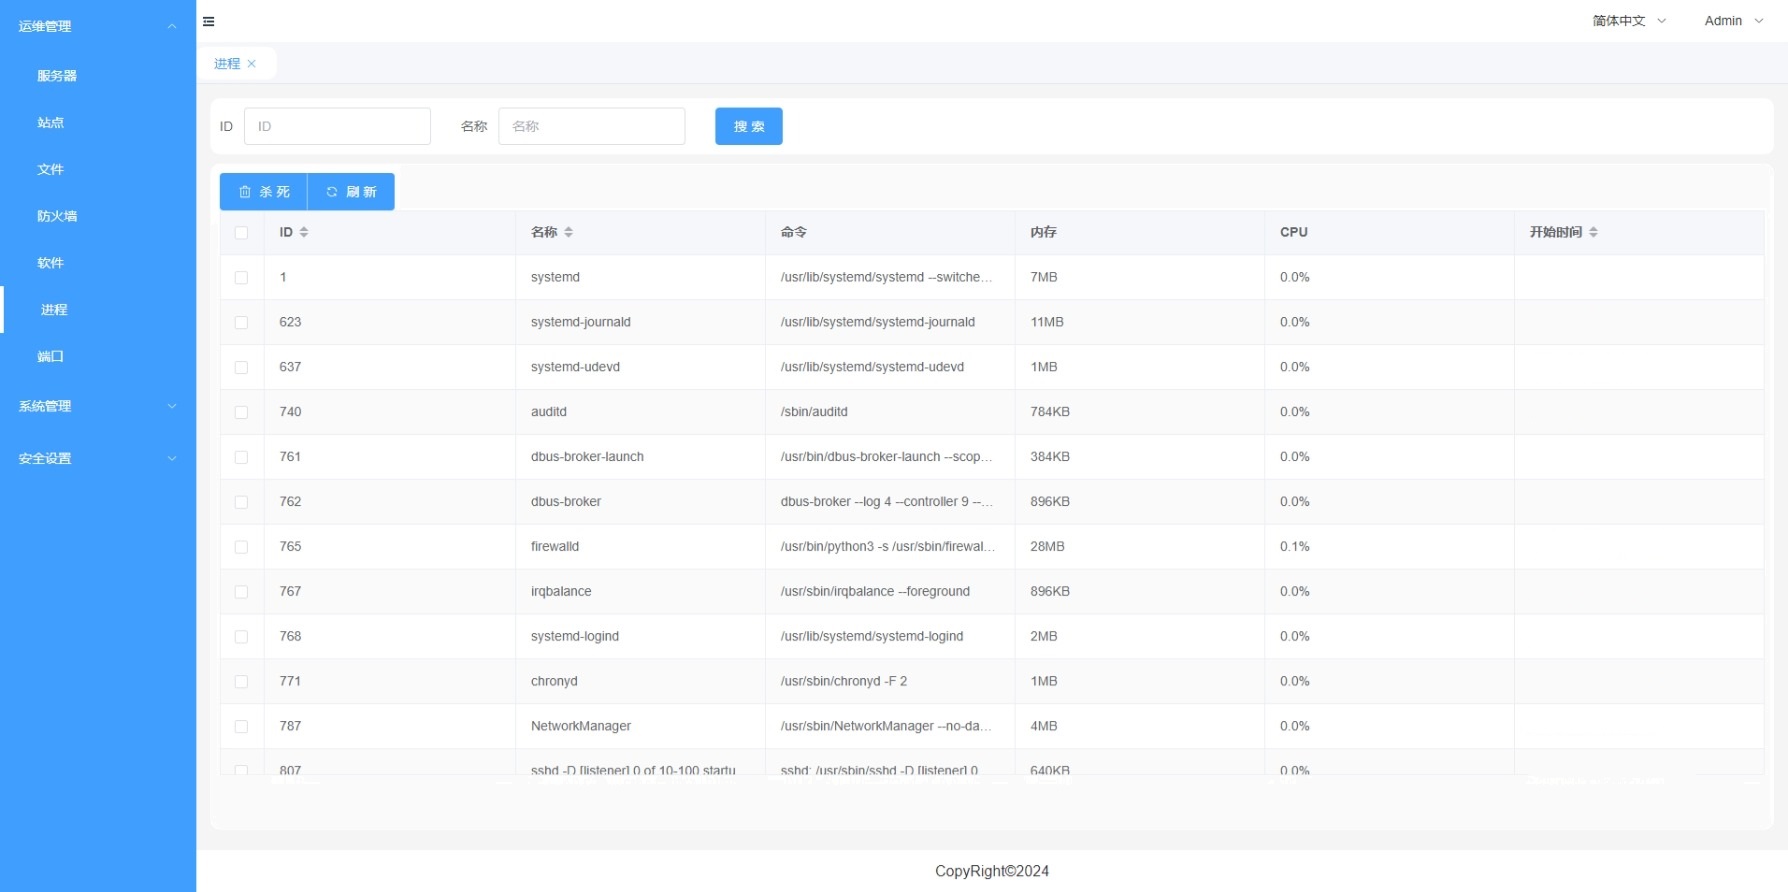 运维管理
服务器
站点
文件
防火墙
软件
进程
端口
系统管理
安全设置
简体中文 Admin
进程
ID ID 名称 名称 搜 索
杀 死 刷 新
ID 名称 命令 内存 CPU 开始时间
1 systemd /usr/lib/systemd/systemd --switche… 7MB 0.0%
623 systemd-journald /usr/lib/systemd/systemd-journald 11MB 0.0%
637 systemd-udevd /usr/lib/systemd/systemd-udevd 1MB 0.0%
740 auditd /sbin/auditd 784KB 0.0%
761 dbus-broker-launch /usr/bin/dbus-broker-launch --scop… 384KB 0.0%
762 dbus-broker dbus-broker --log 4 --controller 9 --… 896KB 0.0%
765 firewalld /usr/bin/python3 -s /usr/sbin/firewal… 28MB 0.1%
767 irqbalance /usr/sbin/irqbalance --foreground 896KB 0.0%
768 systemd-logind /usr/lib/systemd/systemd-logind 2MB 0.0%
771 chronyd /usr/sbin/chronyd -F 2 1MB 0.0%
787 NetworkManager /usr/sbin/NetworkManager --no-da… 4MB 0.0%
807 sshd -D [listener] 0 of 10-100 startu sshd: /usr/sbin/sshd -D [listener] 0 640KB 0.0%
CopyRight©2024